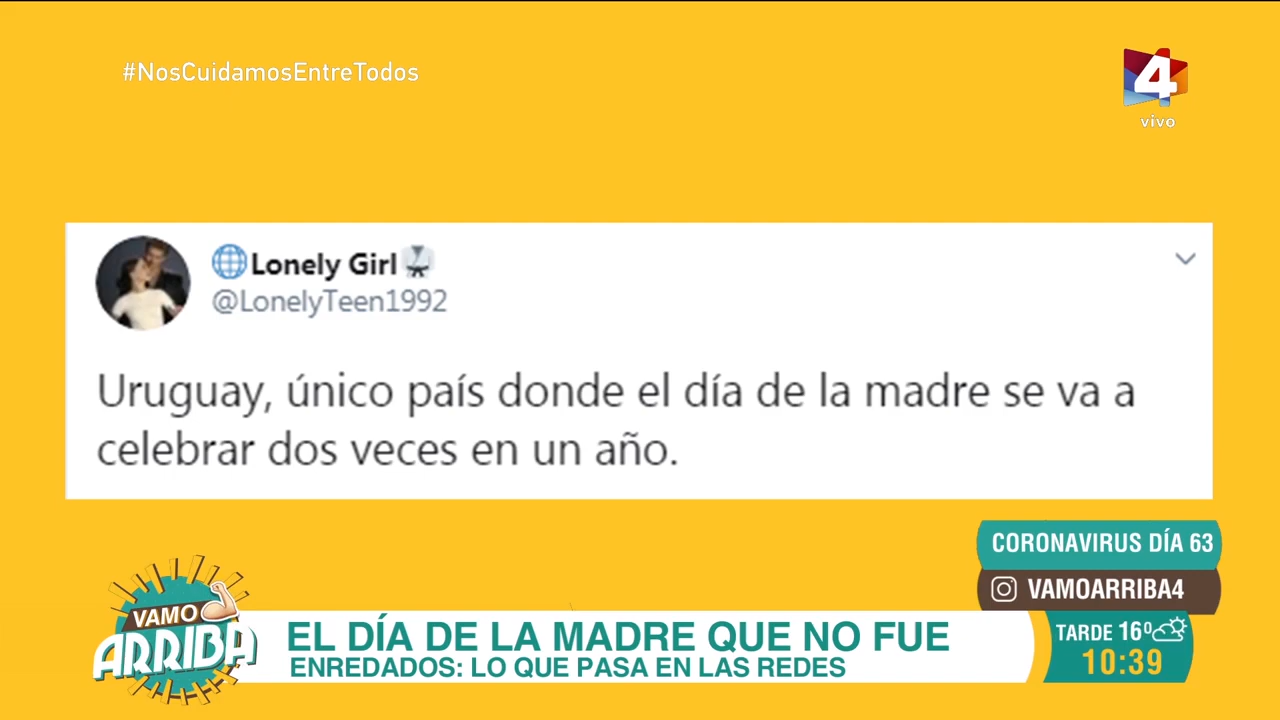 #NosCuidamosEntreTodos
4
vivo
Lonely Girl
@LonelyTeen1992
Uruguay, único país donde el día de la madre se va a
celebrar dos veces en un año.
CORONAVIRUS DÍA 63
VAMOARRIBA4
VAMO
ARRIBA
EL DÍA DE LA MADRE QUE NO FUE
ENREDADOS: LO QUE PASA EN LAS REDES
TARDE 16º
10:39